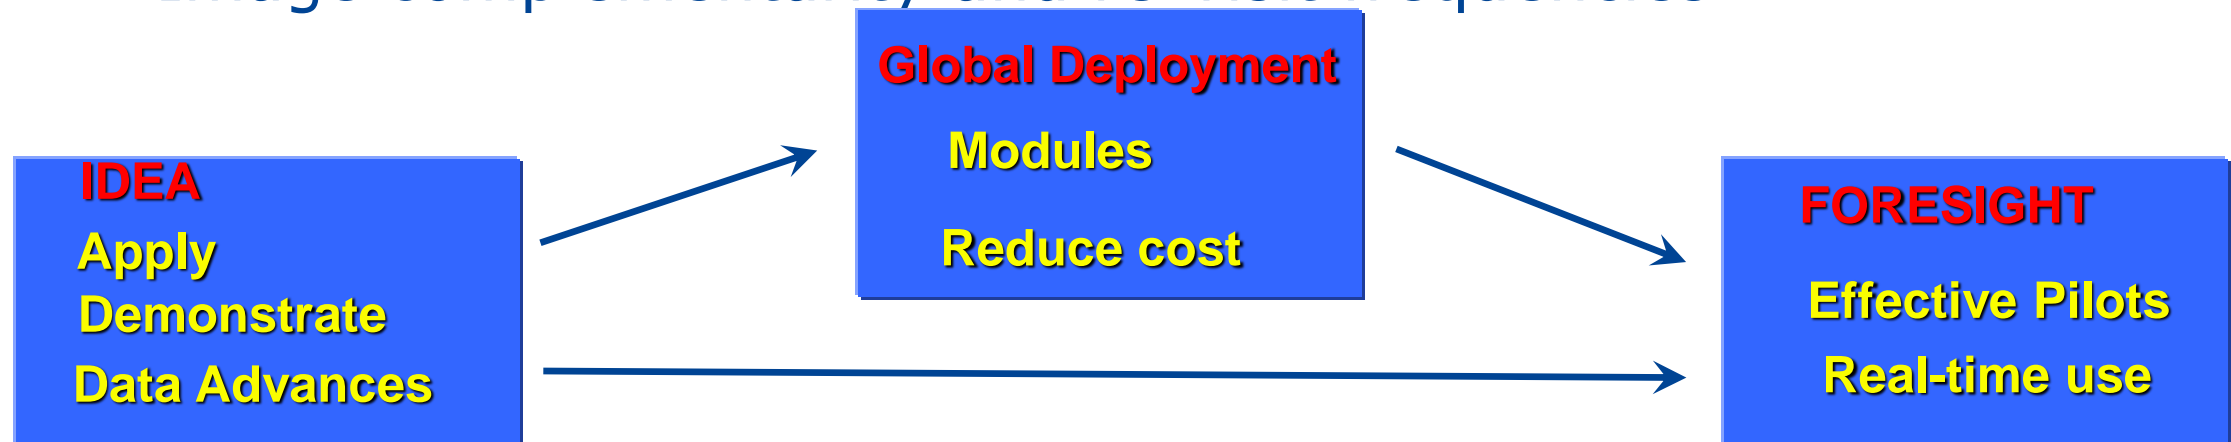 Global Deployment
Modules
Reduce cost
IDEA
Apply
Demonstrate
Data Advances
FORESIGHT
Effective Pilots
Real-time use